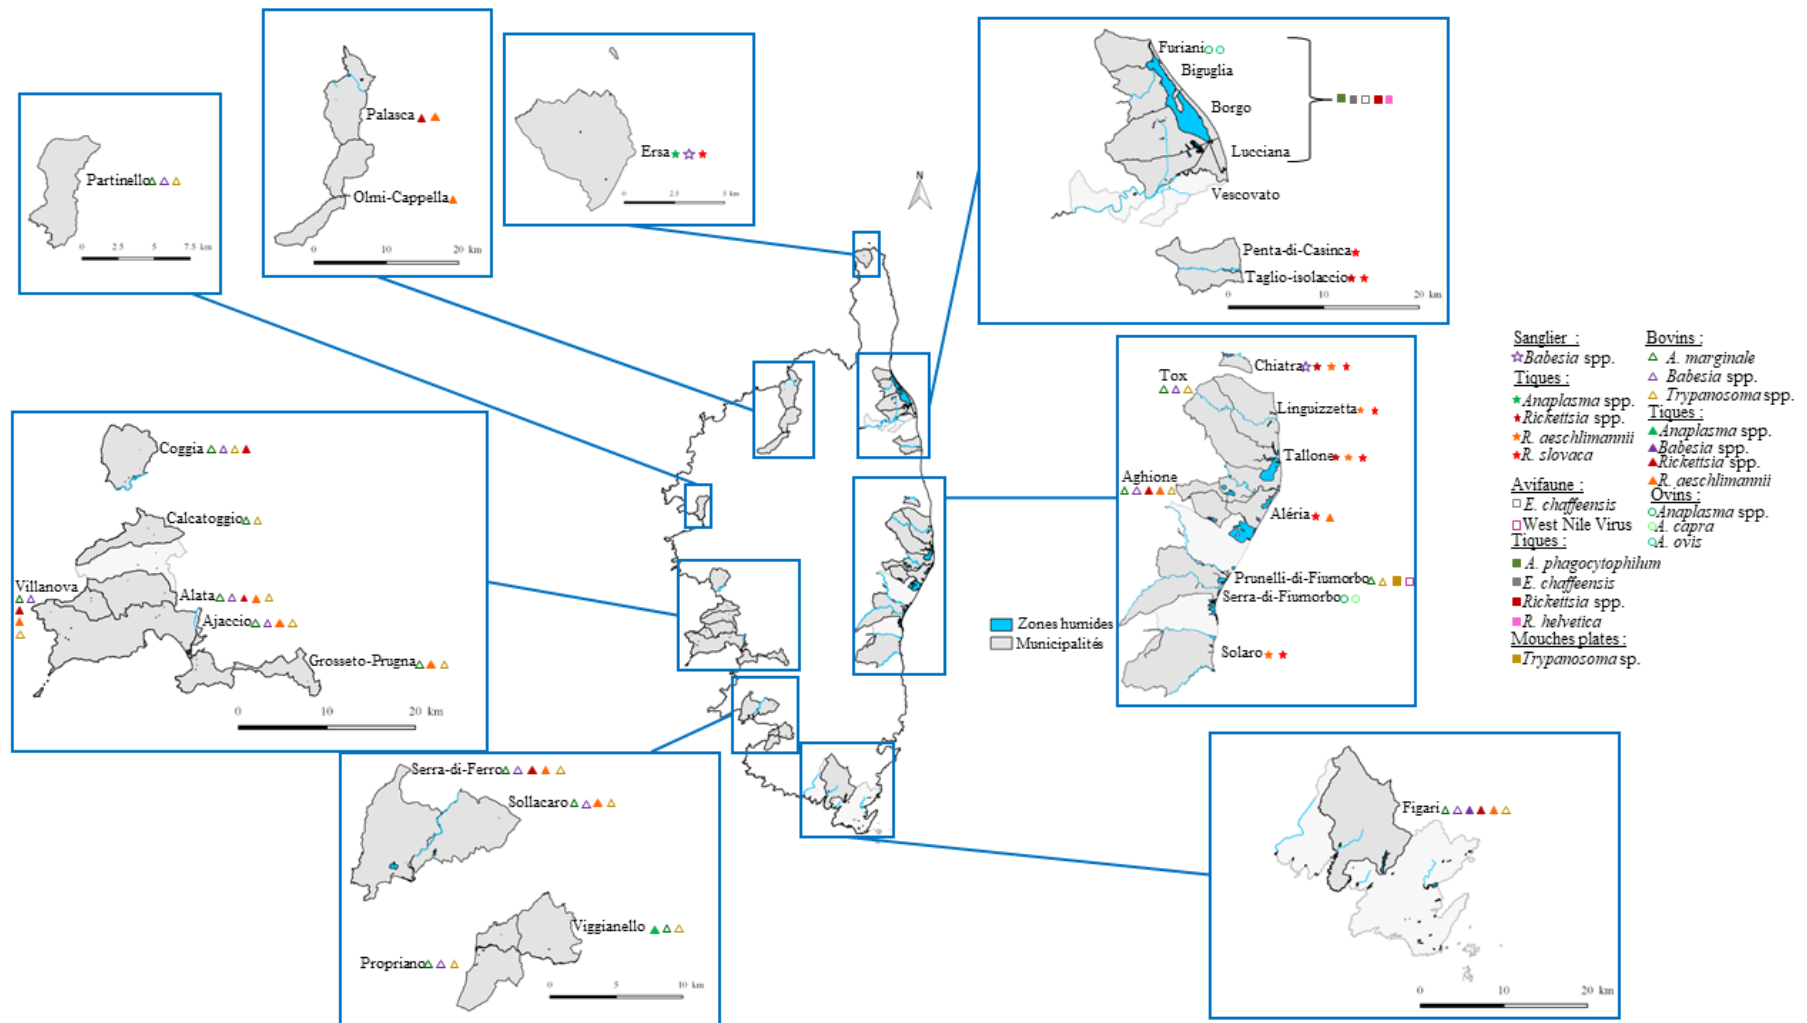 Partinello
0 2.5 5 7.5 km
Palasca
Olmi-Cappella
0 10 20 km
Ersa
0 2.5 5 km
N
Furiani
Biguglia
Borgo
Lucciana
Vescovato
Penta-di-Casinca
Taglio-isolaccio
0 10 20 km
Coggia
Calcatoggio
Villanova
Alata
Ajaccio
Grosseto-Prugna
0 10 20 km
Chiatra
Tox
Linguizzetta
Tallone
Aghione
Aléria
Prunelli-di-Fiumorbo
Serra-di-Fiumorbo
Solaro
Zones humides
Municipalités
Serra-di-Ferro
Sollacaro
Viggianello
Propriano
0 5 10 km
Figari
0 10 20 km
Sanglier :
Babesia spp.
Tiques :
Anaplasma spp.
Rickettsia spp.
R. aeschlimannii
R. slovaca
Avifaune :
E. chaffeensis
West Nile Virus
Tiques :
A. phagocytophilum
E. chaffeensis
Rickettsia spp.
R. helvetica
Mouches plates :
Trypanosoma sp.
Bovins :
A. marginale
Babesia spp.
Trypanosoma spp.
Tiques :
Anaplasma spp.
Babesia spp.
Rickettsia spp.
R. aeschlimannii
Ovins :
Anaplasma spp.
A. capra
A. ovis